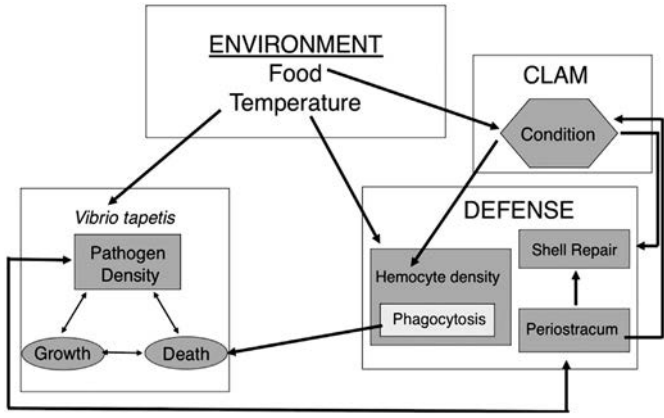 ENVIRONMENT
Food
Temperature
CLAM
Condition
Vibrio tapetis
Pathogen
Density
Growth
Death
DEFENSE
Hemocyte density
Phagocytosis
Shell Repair
Periostracum